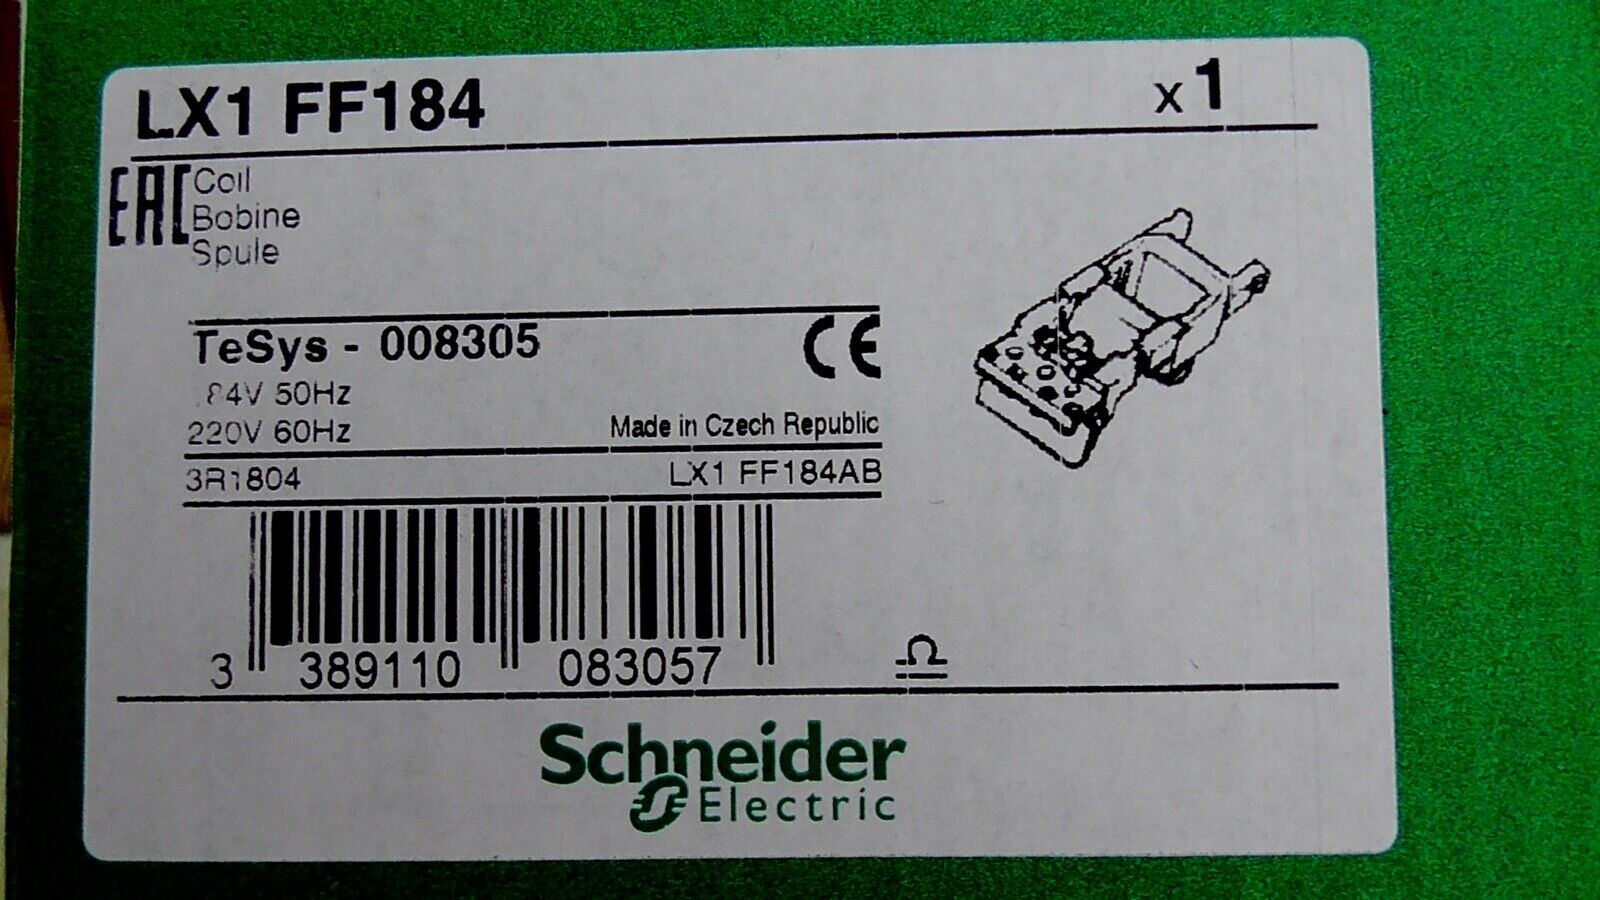 LX1 FF184 x 1
EAC
Coil
Bobine
Spule
TeSys - 008305 CE
84V 50Hz
220V 60Hz Made in Czech Republic
3R1804 LX1 FF184AB
3 389110 083057
Schneider
Electric